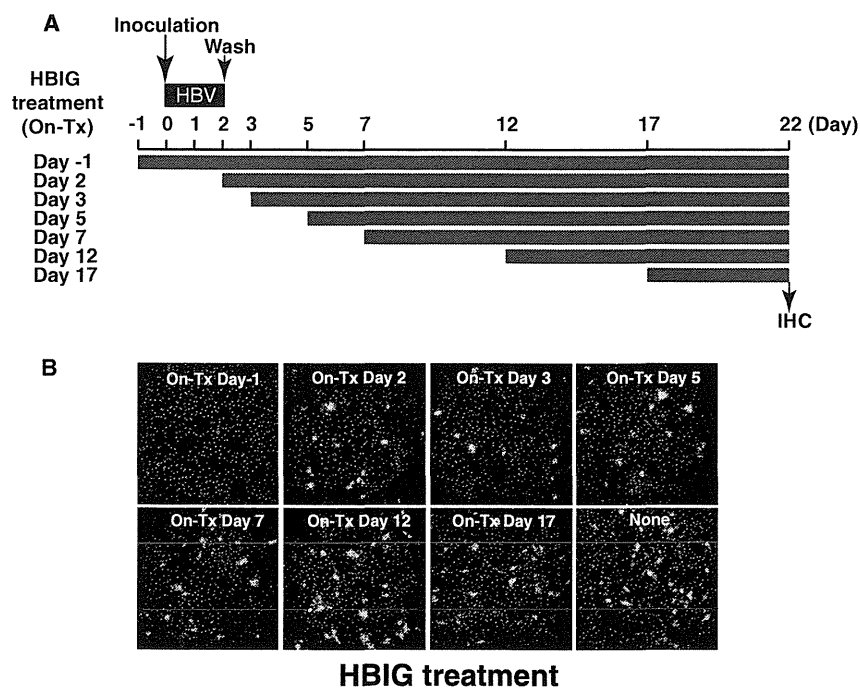 A
Inoculation
Wash
HBIG
treatment
(On-Tx)
HBV
-1 0 1 2 3 5 7 12 17 22 (Day)
Day -1
Day 2
Day 3
Day 5
Day 7
Day 12
Day 17
IHC
B
On-Tx Day-1 On-Tx Day 2 On-Tx Day 3 On-Tx Day 5
On-Tx Day 7 On-Tx Day 12 On-Tx Day 17 None
HBIG treatment